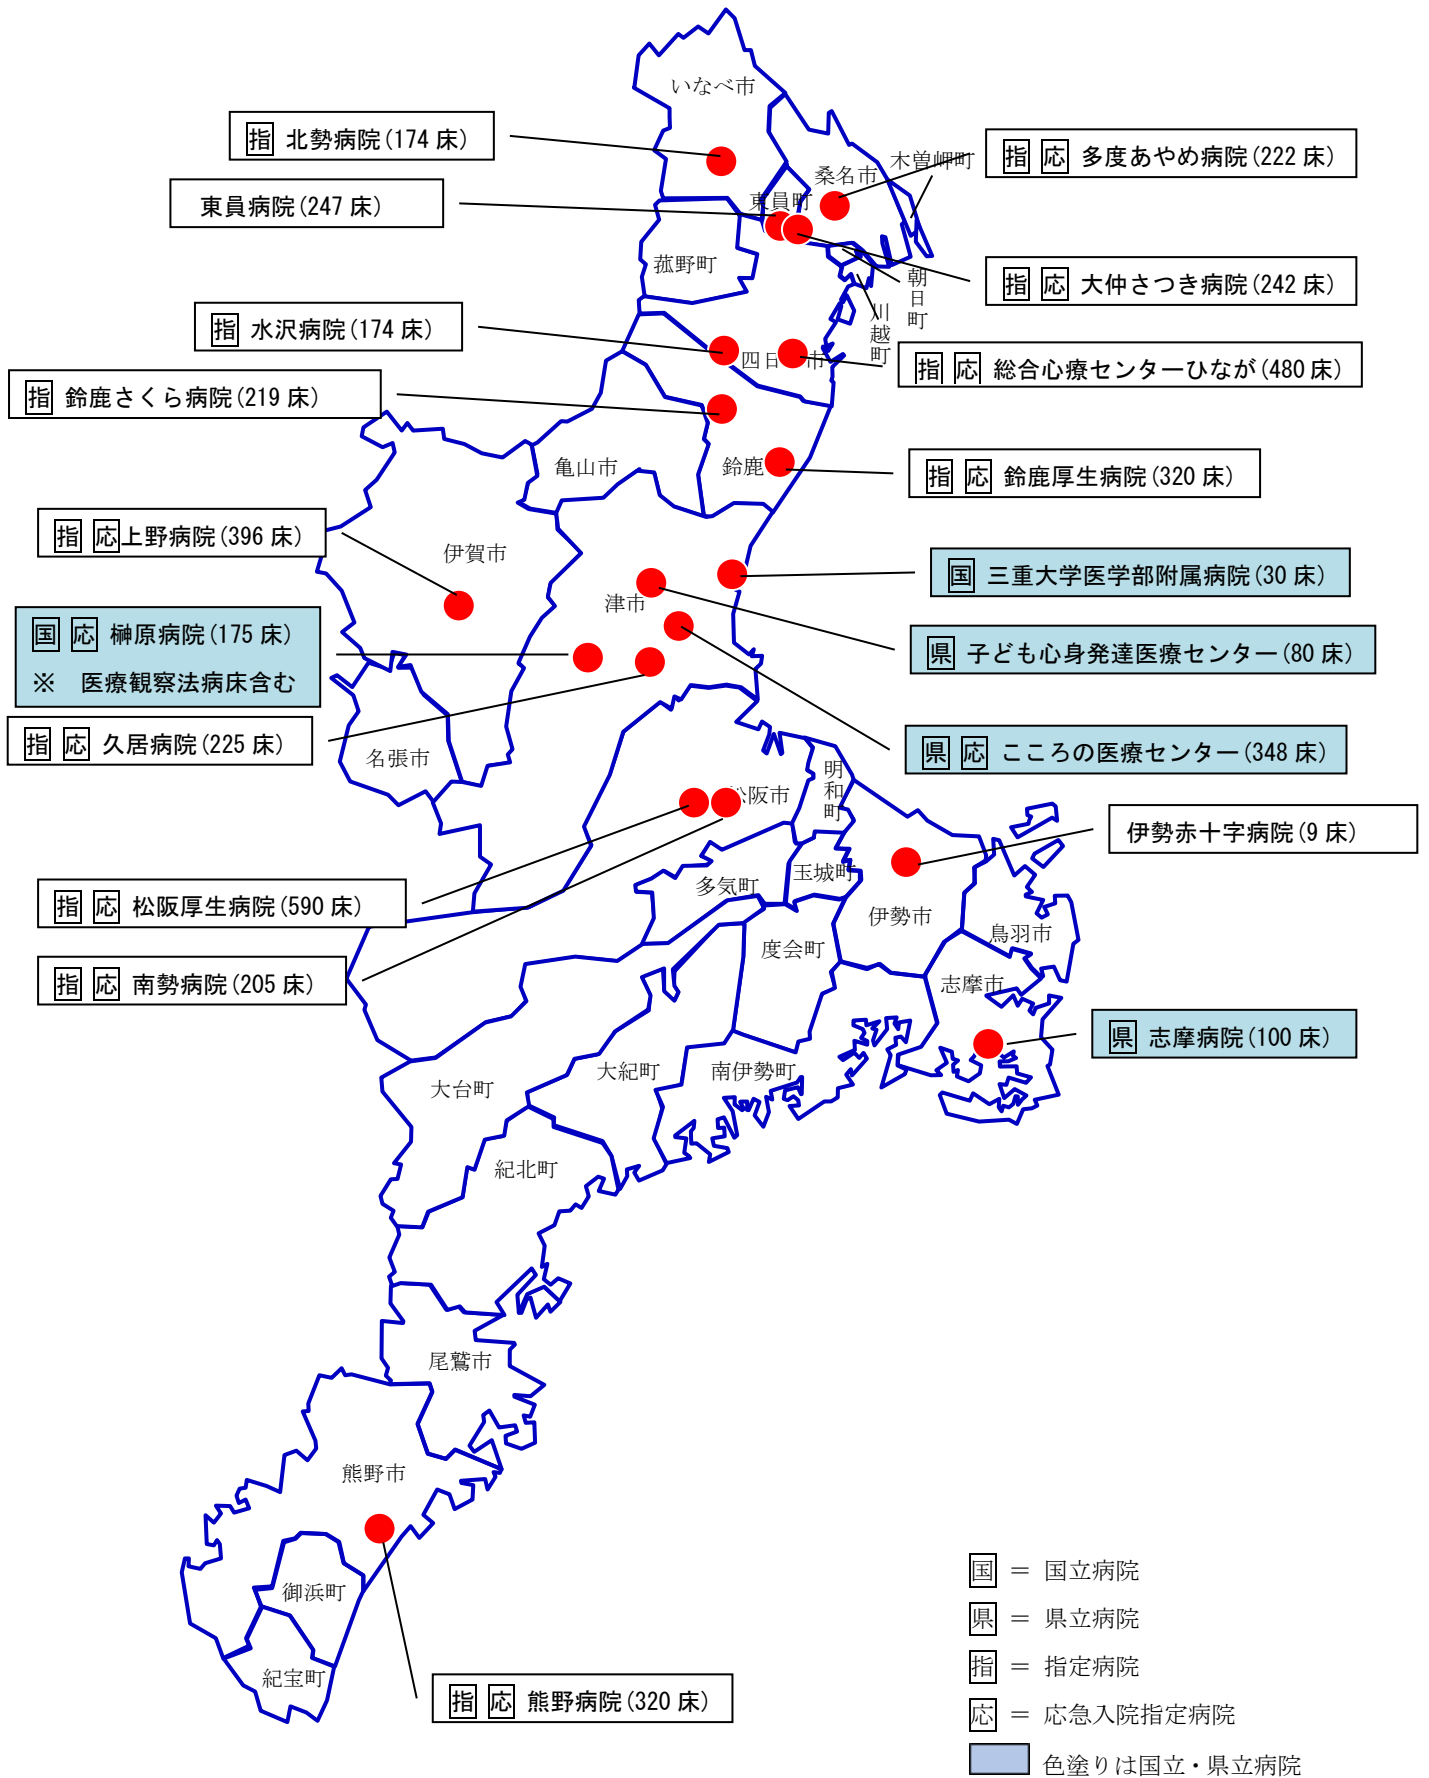 いなべ市
指 北勢病院(174 床)
木曽岬町
指 応 多度あやめ病院(222 床)
桑名市
東員病院(247 床)
東員町
菰野町
朝日町
指 応 大仲さつき病院(242 床)
川越町
指 水沢病院(174 床)
四日 市
指 応 総合心療センターひなが(480 床)
指 鈴鹿さくら病院(219 床)
亀山市
鈴鹿
指 応 鈴鹿厚生病院(320 床)
指 応上野病院(396 床)
伊賀市
国 三重大学医学部附属病院(30 床)
津市
国 応 榊原病院(175 床)
※ 医療観察法病床含む
県 子ども心身発達医療センター(80 床)
指 応 久居病院(225 床)
名張市
県 応 こころの医療センター(348 床)
明和町
松阪市
伊勢赤十字病院(9 床)
玉城町
多気町
指 応 松阪厚生病院(590 床)
伊勢市
鳥羽市
度会町
指 応 南勢病院(205 床)
志摩市
県 志摩病院(100 床)
大台町
大紀町
南伊勢町
紀北町
尾鷲市
熊野市
御浜町
紀宝町
指 応 熊野病院(320 床)
国 = 国立病院
県 = 県立病院
指 = 指定病院
応 = 応急入院指定病院
色塗りは国立・県立病院